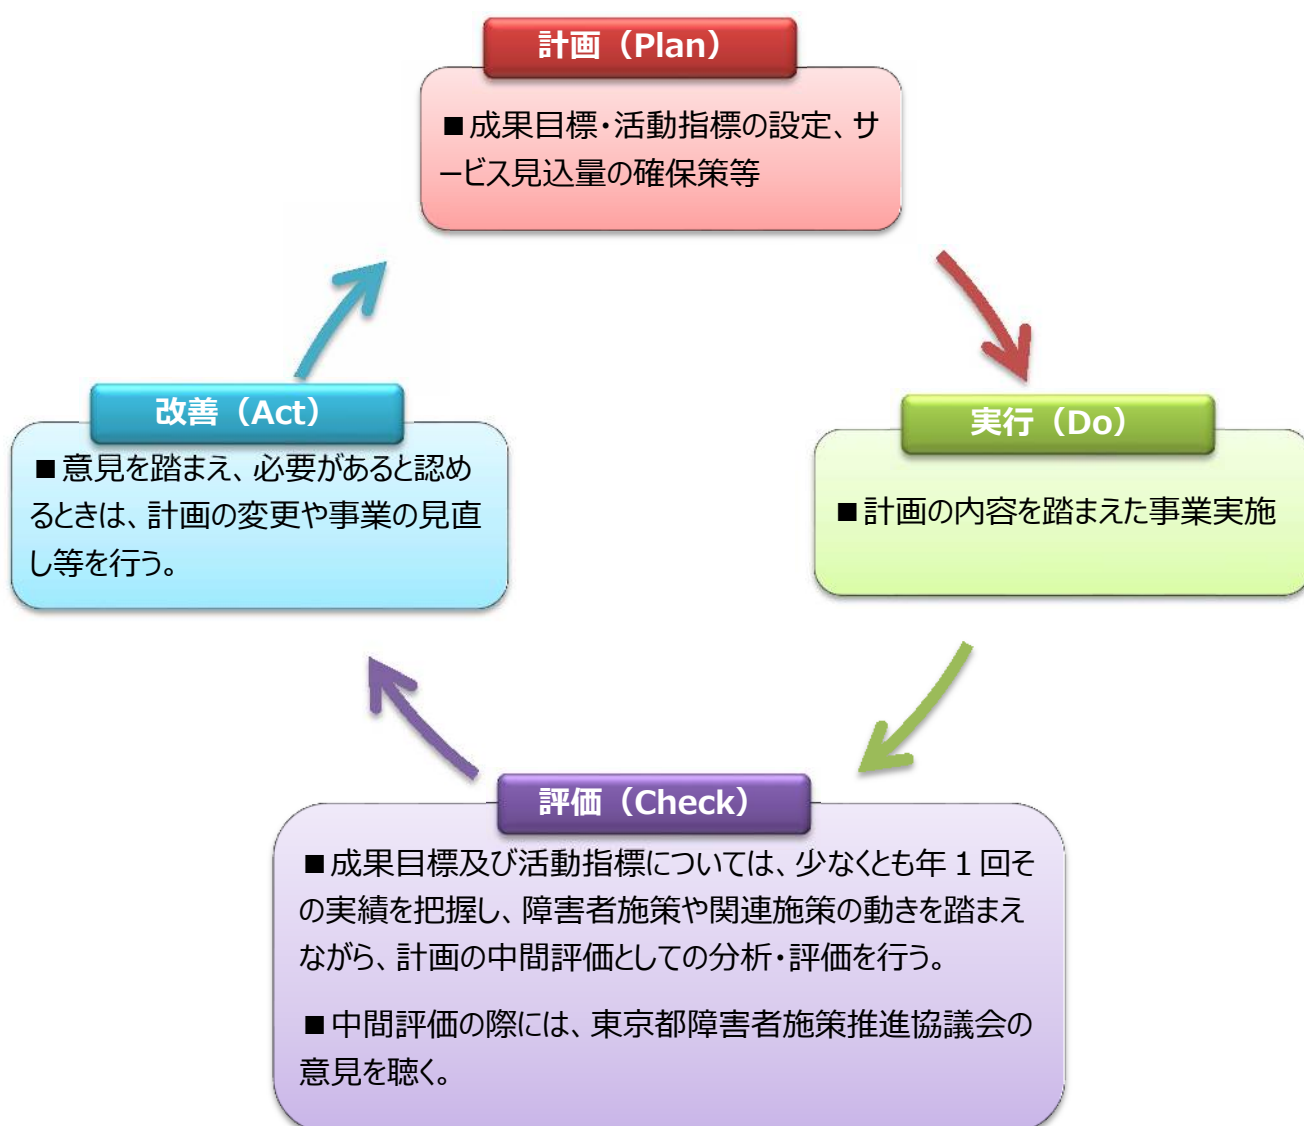 計画（Plan）
■成果目標・活動指標の設定、サ
ービス見込量の確保策等
実行（Do）
■計画の内容を踏まえた事業実施
評価（Check）
■成果目標及び活動指標については、少なくとも年１回そ
の実績を把握し、障害者施策や関連施策の動きを踏まえ
ながら、計画の中間評価としての分析・評価を行う。
■中間評価の際には、東京都障害者施策推進協議会の
意見を聴く。
改善（Act）
■意見を踏まえ、必要があると認め
るときは、計画の変更や事業の見直
し等を行う。